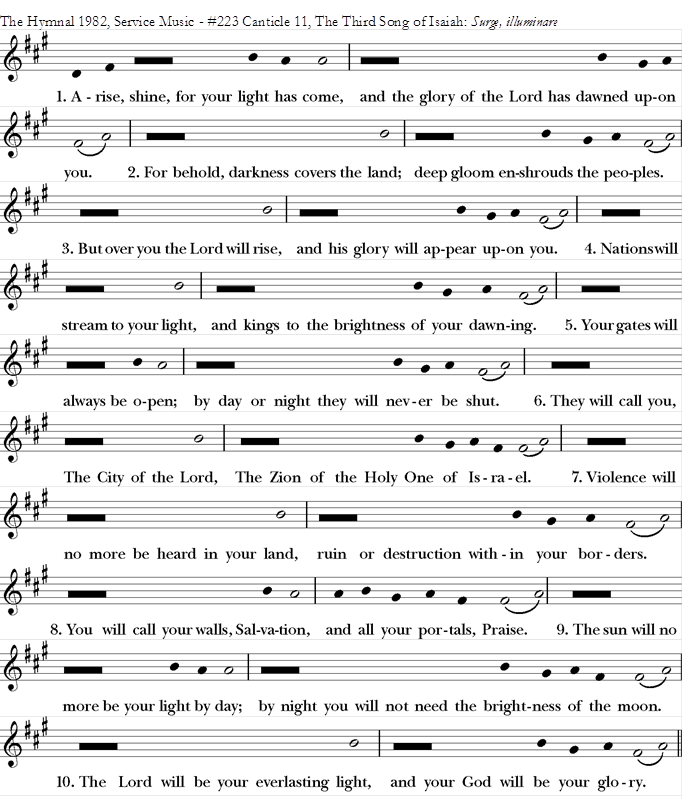 The Hymnal 1982, Service Music - #223 Canticle 11, The Third Song of Isaiah: Surge, illuminare
1. A - rise, shine, for your light has come, and the glory of the Lord has dawned up-on
you. 2. For behold, darkness covers the land; deep gloom en-shrouds the peo-ples.
3. But over you the Lord will rise, and his glory will ap-pear up-on you. 4. Nations will
stream to your light, and kings to the brightness of your dawn-ing. 5. Your gates will
always be o-pen; by day or night they will nev-er be shut. 6. They will call you,
The City of the Lord, The Zion of the Holy One of Is-ra-el. 7. Violence will
no more be heard in your land, ruin or destruction with-in your bor-ders.
8. You will call your walls, Sal-va-tion, and all your por-tals, Praise. 9. The sun will no
more be your light by day; by night you will not need the bright-ness of the moon.
10. The Lord will be your everlasting light, and your God will be your glo-ry.